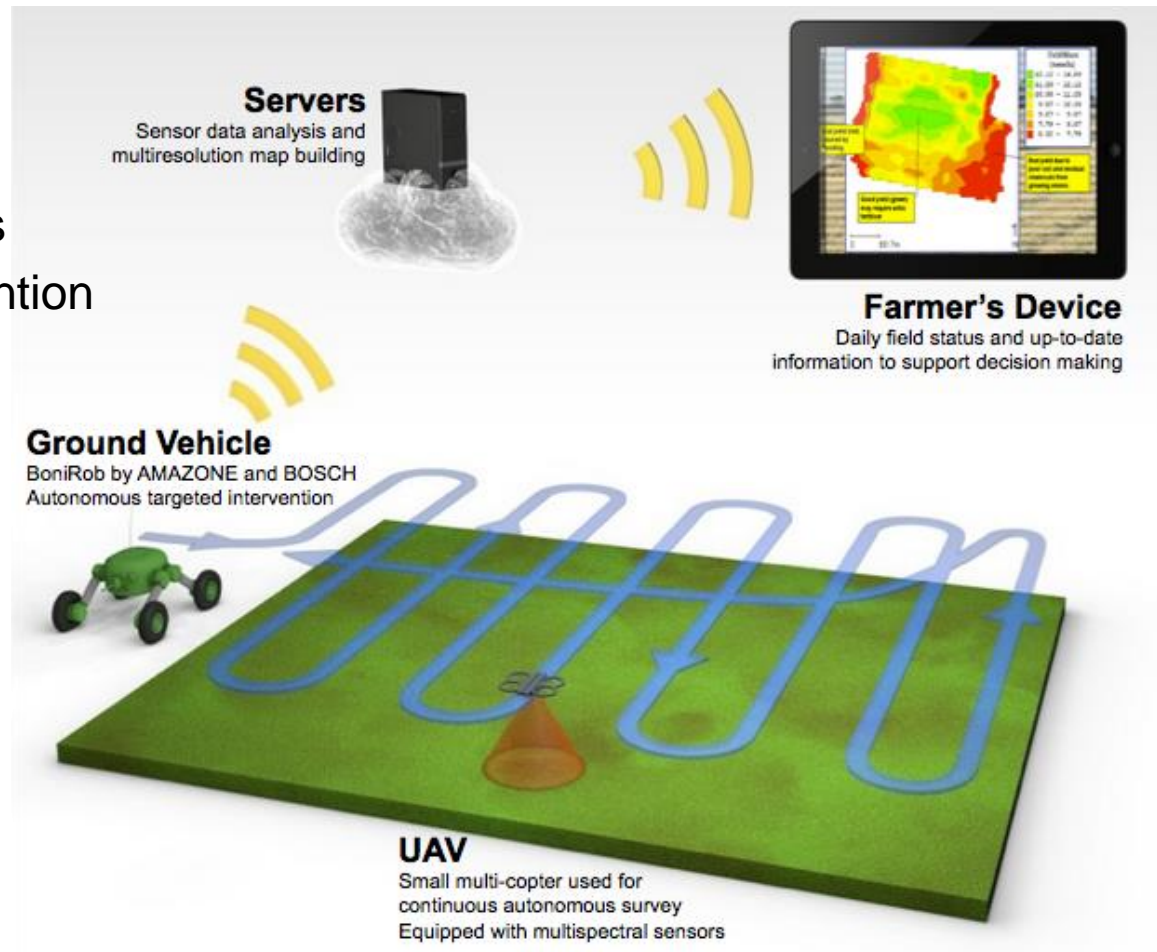 Servers
Sensor data analysis and
multiresolution map building
s
ntion
Farmer's Device
Daily field status and up-to-date
information to support decision making
Ground Vehicle
BoniRob by AMAZONE and BOSCH
Autonomous targeted intervention
UAV
Small multi-copter used for
continuous autonomous survey
Equipped with multispectral sensors